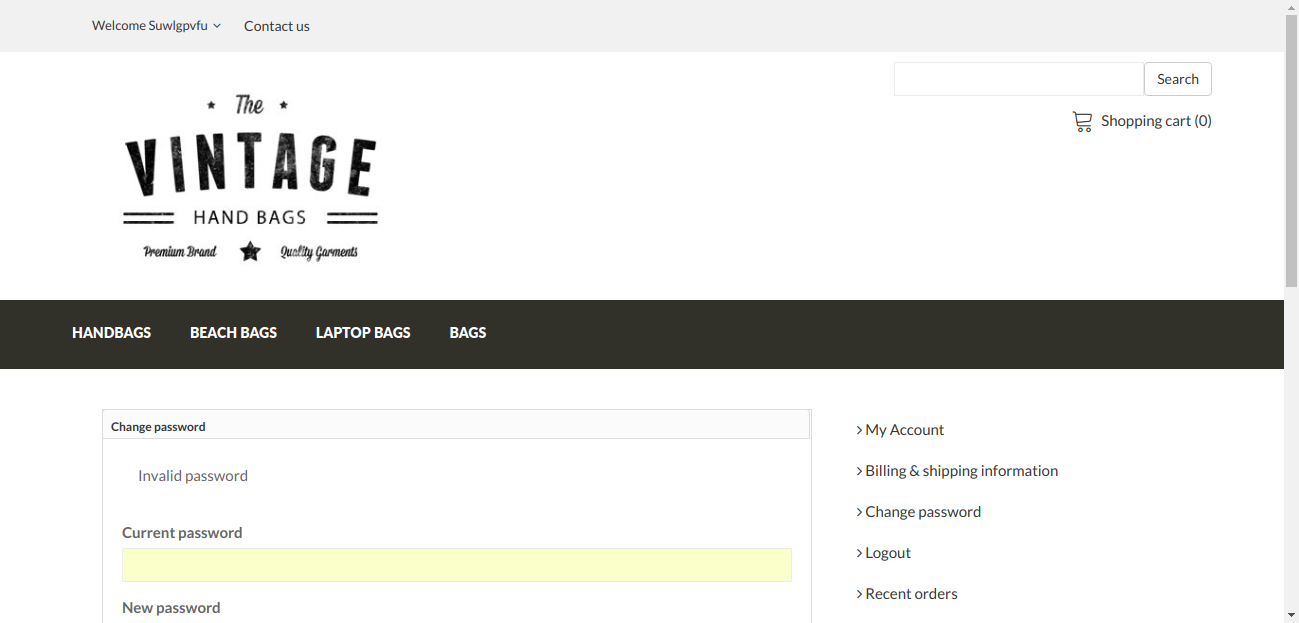 Welcome Suwlgpvfu
Contact us
Search
Shopping cart (0)
The
VINTAGE
HAND BAGS
Premium Brand
Quality Garments
HANDBAGS
BEACH BAGS
LAPTOP BAGS
BAGS
Change password
Invalid password
Current password
New password
My Account
Billing & shipping information
Change password
Logout
Recent orders